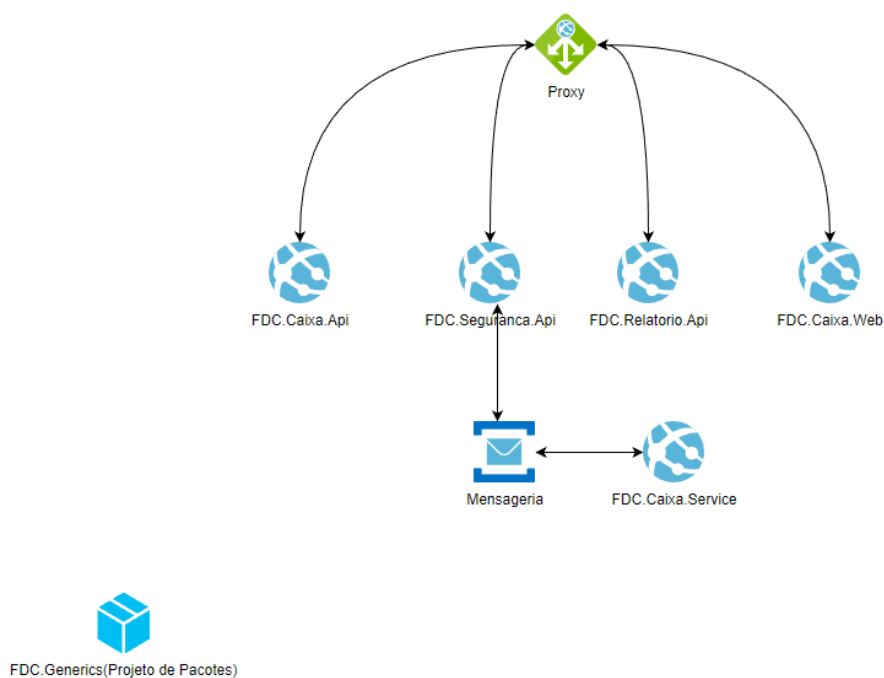 Proxy
FDC.Caixa.Api
FDC.Seguranca.Api
FDC.Relatorio.Api
FDC.Caixa.Web
Mensageria
FDC.Caixa.Service
FDC.Generics(Projeto de Pacotes)